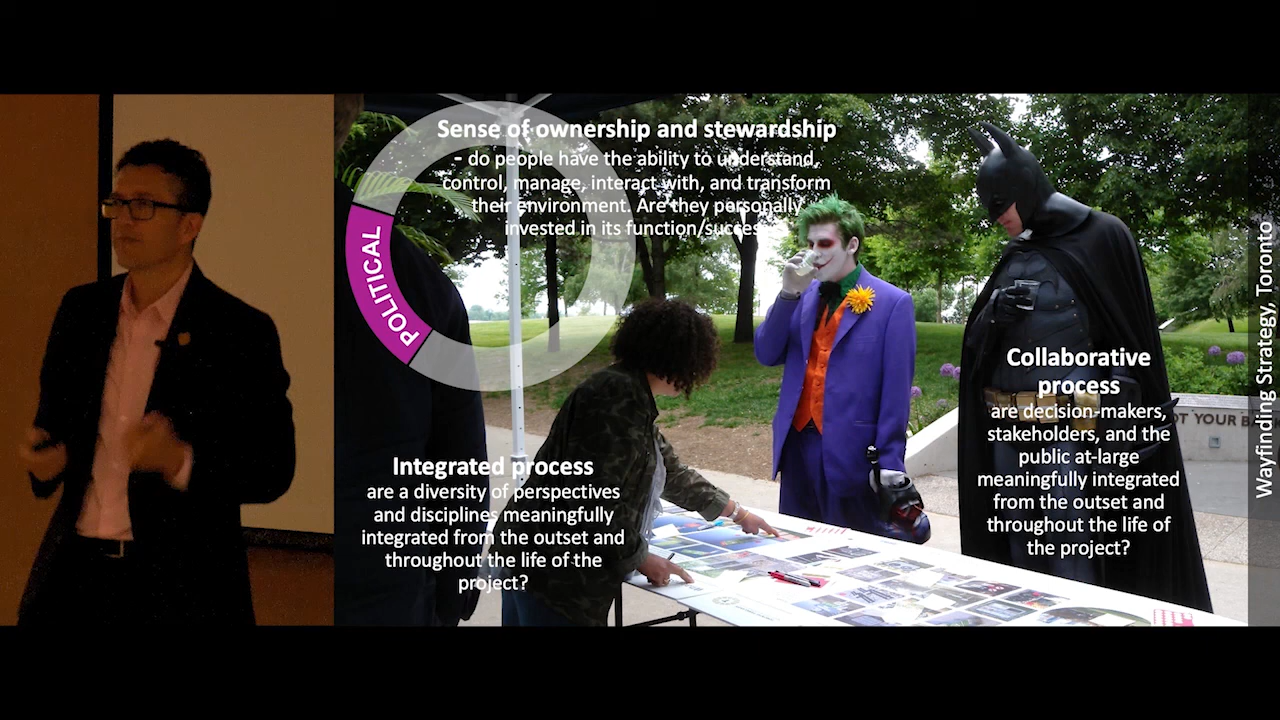 Sense of ownership and stewardship
- do people have the ability to understand,
control, manage, interact with, and transform
their environment. Are they personally
invested in its function/success
POLITICAL
Integrated process
are a diversity of perspectives
and disciplines meaningfully
integrated from the outset and
throughout the life of the
project?
Collaborative
process
are decision-makers,
stakeholders, and the
public at-large
meaningfully integrated
from the outset and
throughout the life of
the project?
YOUR
Wayfinding Strategy, Toronto